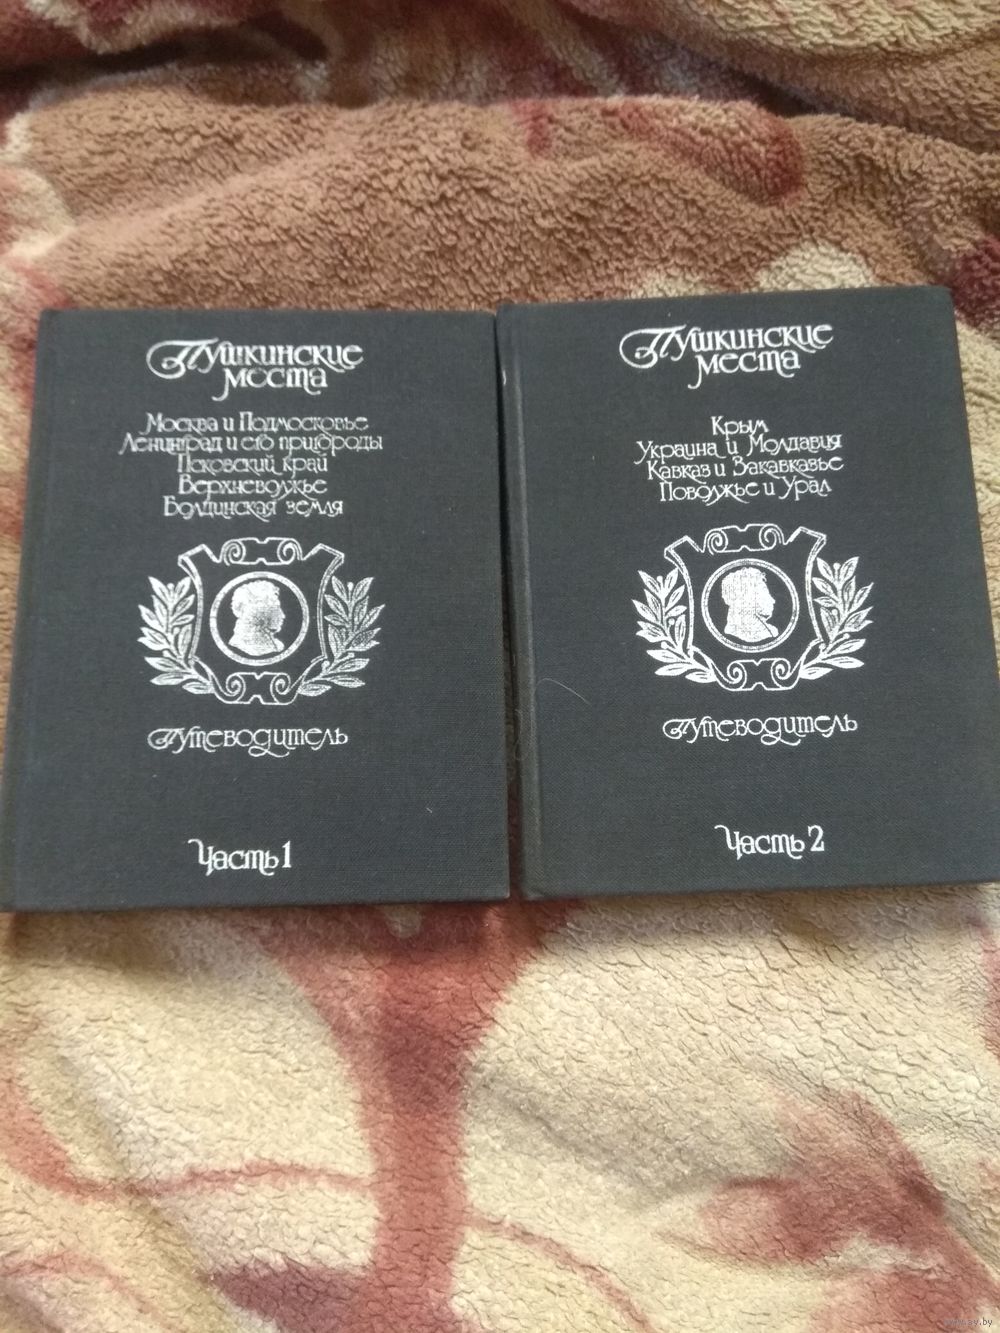 Пушкинские
места
Москва и Подмосковье
Ленинград и его пригороды
Псковский край
Верхневолжье
Болдинская земля
Путеводитель
Часть 1
Пушкинские
места
Крым
Украина и Молдавия
Кавказ и Закавказье
Поволжье и Урал
Путеводитель
Часть 2